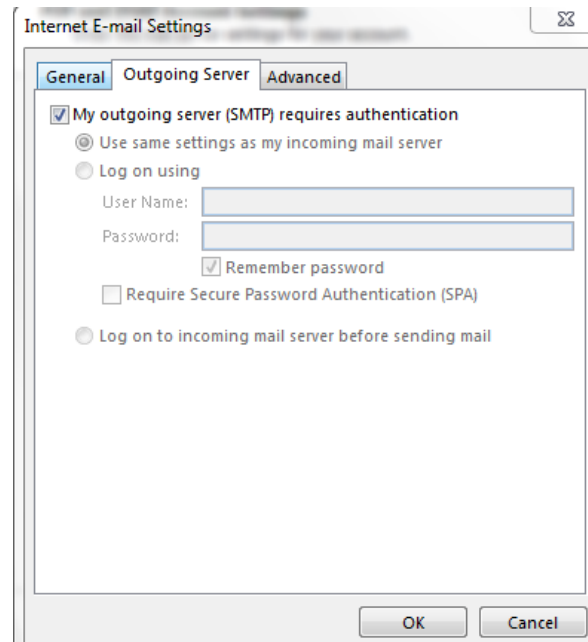 Internet E-mail Settings
General Outgoing Server Advanced
My outgoing server (SMTP) requires authentication
Use same settings as my incoming mail server
Log on using
User Name:
Password:
Remember password
Require Secure Password Authentication (SPA)
Log on to incoming mail server before sending mail
OK Cancel